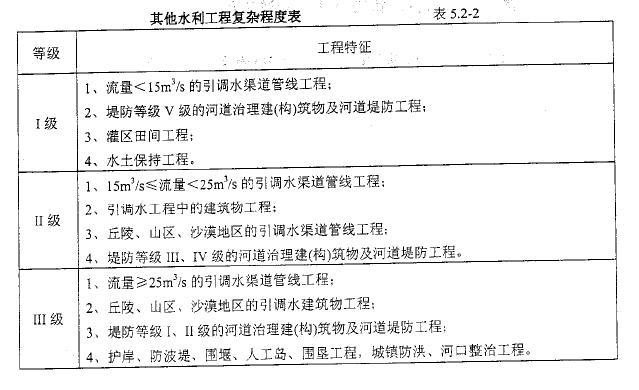 其他水利工程复杂程度表 表 5.2-2
等级 工程特征
I 级
1、流量＜15m³/s 的引调水渠道管线工程；
2、堤防等级 V 级的河道治理建(构)筑物及河道堤防工程；
3、灌区田间工程；
4、水土保持工程。
II 级
1、15m³/s≤流量＜25m³/s 的引调水渠道管线工程；
2、引调水工程中的建筑物工程；
3、丘陵、山区、沙漠地区的引调水渠道管线工程；
4、堤防等级 III、IV 级的河道治理建(构)筑物及河道堤防工程。
III 级
1、流量≥25m³/s 的引调水渠道管线工程；
2、丘陵、山区、沙漠地区的引调水建筑物工程；
3、堤防等级 I、II 级的河道治理建(构)筑物及河道堤防工程；
4、护岸、防波堤、围堰、人工岛、围垦工程，城镇防洪、河口整治工程。